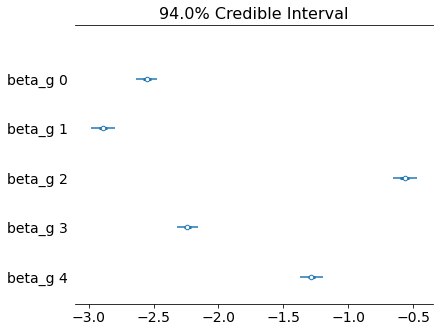 94.0% Credible Interval
beta_g 0
beta_g 1
beta_g 2
beta_g 3
beta_g 4
−3.0 −2.5 −2.0 −1.5 −1.0 −0.5